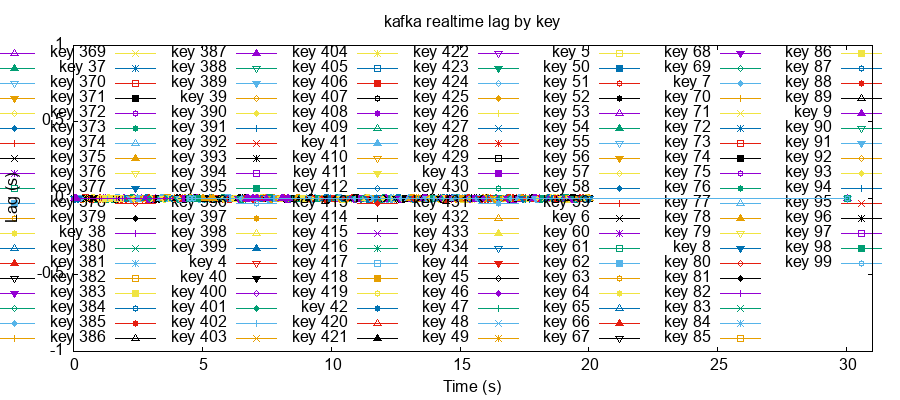 kafka realtime lag by key
1
key 369 key 387 key 404 key 422 key 5 key 68 key 86
key 37 key 388 key 405 key 423 key 50 key 69 key 87
key 370 key 389 key 406 key 424 key 51 key 7 key 88
key 371 key 39 key 407 key 425 key 52 key 70 key 89
key 372 key 390 key 408 key 426 key 53 key 71 key 9
0.5
key 373 key 391 key 409 key 427 key 54 key 72 key 90
key 374 key 392 key 41 key 428 key 55 key 73 key 91
key 375 key 393 key 410 key 429 key 56 key 74 key 92
key 376 key 394 key 411 key 43 key 57 key 75 key 93
key 377 key 395 key 412 key 430 key 58 key 76 key 94
Lag (s)
0
key 77 key 95
key 379 key 397 key 414 key 432 key 6 key 78 key 96
key 38 key 398 key 415 key 433 key 60 key 79 key 97
key 380 key 399 key 416 key 434 key 61 key 8 key 98
key 381 key 4 key 417 key 44 key 62 key 80 key 99
-0.5
key 382 key 40 key 418 key 45 key 63 key 81
key 383 key 400 key 419 key 46 key 64 key 82
key 384 key 401 key 42 key 47 key 65 key 83
key 385 key 402 key 420 key 48 key 66 key 84
key 386 key 403 key 421 key 49 key 67 key 85
-1
0 5 10 15 20 25 30
Time (s)